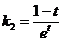 k₂ = (1 − t) / eᵗ